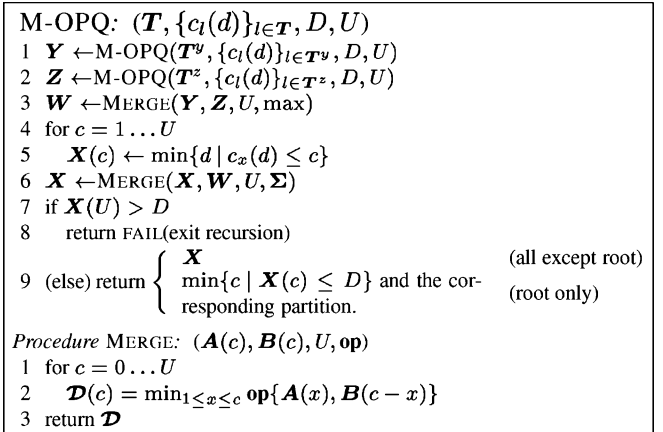 M-OPQ: (𝑻, {c_l(d)}_{l∈𝑻}, D, U)
1 𝒀 ←M-OPQ(𝑻^y, {c_l(d)}_{l∈𝑻^y}, D, U)
2 𝒁 ←M-OPQ(𝑻^z, {c_l(d)}_{l∈𝑻^z}, D, U)
3 𝑾 ←MERGE(𝒀, 𝒁, U, max)
4 for c = 1 … U
5 𝑿(c) ← min{d | c_x(d) ≤ c}
6 𝑿 ←MERGE(𝑿, 𝑾, U, Σ)
7 if 𝑿(U) > D
8 return FAIL(exit recursion)
9 (else) return { 𝑿 (all except root)
min{c | 𝑿(c) ≤ D} and the cor-
responding partition. (root only)
Procedure MERGE: (𝑨(c), 𝑩(c), U, op)
1 for c = 0 … U
2 𝓓(c) = min_{1≤x≤c} op{𝑨(x), 𝑩(c − x)}
3 return 𝓓